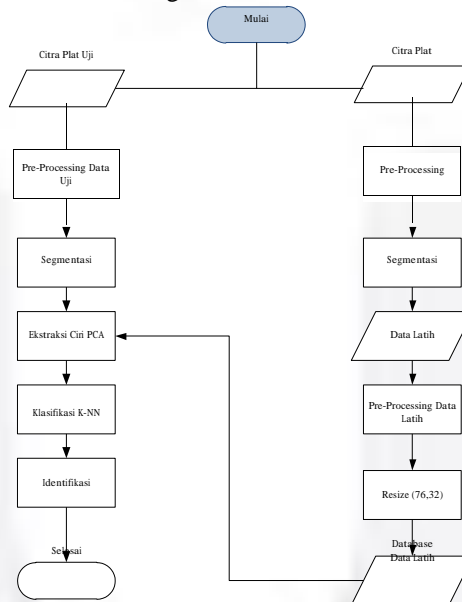 Mulai
Citra Plat Uji
Citra Plat
Pre-Processing Data
Uji
Pre-Processing
Segmentasi
Segmentasi
Ekstraksi Ciri PCA
Data Latih
Klasifikasi K-NN
Pre-Processing Data
Latih
Identifikasi
Resize (76,32)
Selesai
Database
Data Latih